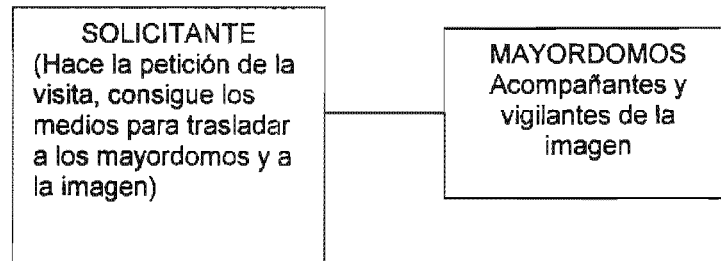 SOLICITANTE
(Hace la petición de la
visita, consigue los
medios para trasladar
a los mayordomos y a
la imagen)
MAYORDOMOS
Acompañantes y
vigilantes de la
imagen